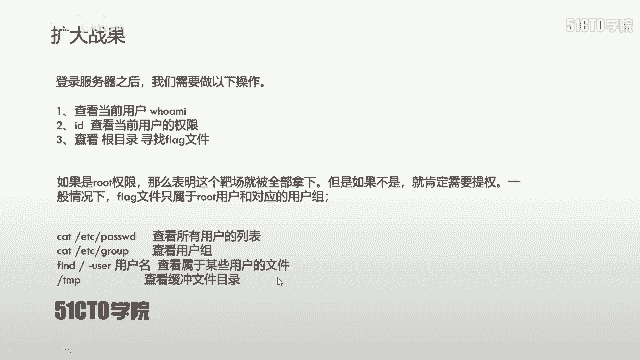 扩大战果
51CTO学院
登录服务器之后，我们需要做以下操作。
1、查看当前用户 whoami
2、id 查看当前用户的权限
3、查看 根目录 寻找flag文件
如果是root权限，那么表明这个靶场就被全部拿下。但是如果不是，就肯定需要提权。一
般情况下，flag文件只属于root用户和对应的用户组；
cat /etc/passwd 查看所有用户的列表
cat /etc/group 查看用户组
find / -user 用户名 查看属于某些用户的文件
/tmp 查看缓冲文件目录
51CTO学院